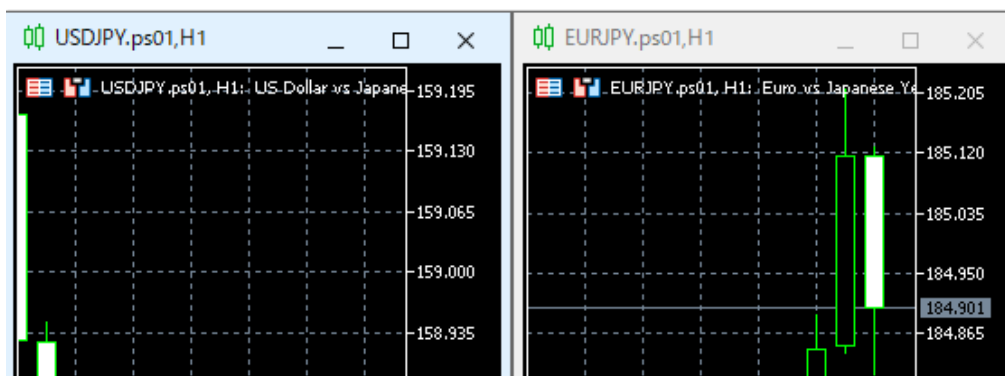 USDJPY.ps01,H1
USDJPY.ps01, H1: US Dollar vs Japane
159.195
159.130
159.065
159.000
158.935
EURJPY.ps01,H1
EURJPY.ps01, H1: Euro vs Japanese Ye
185.205
185.120
185.035
184.950
184.901
184.865